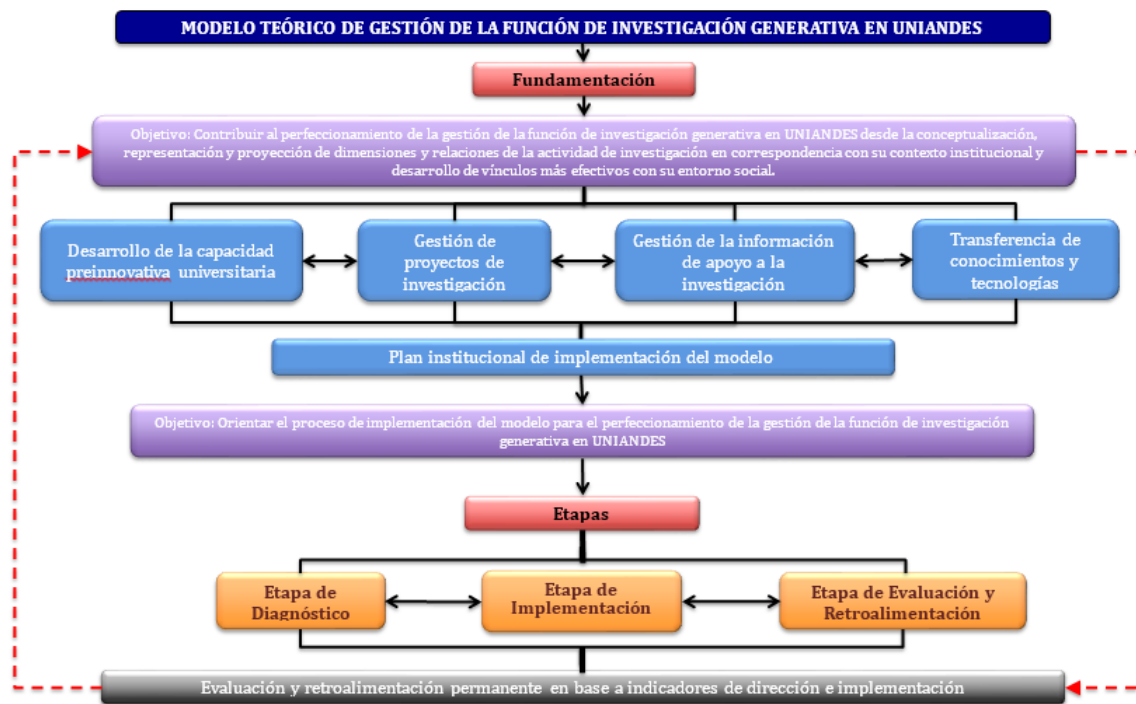 MODELO TEÓRICO DE GESTIÓN DE LA FUNCIÓN DE INVESTIGACIÓN GENERATIVA EN UNIANDES
Fundamentación
Objetivo: Contribuir al perfeccionamiento de la gestión de la función de investigación generativa en UNIANDES desde la conceptualización,
representación y proyección de dimensiones y relaciones de la actividad de investigación en correspondencia con su contexto institucional y
desarrollo de vínculos más efectivos con su entorno social.
Desarrollo de la capacidad
preinnovativa universitaria
Gestión de
proyectos de
investigación
Gestión de la información
de apoyo a la
investigación
Transferencia de
conocimientos y
tecnologías
Plan institucional de implementación del modelo
Objetivo: Orientar el proceso de implementación del modelo para el perfeccionamiento de la gestión de la función de investigación
generativa en UNIANDES
Etapas
Etapa de
Diagnóstico
Etapa de
Implementación
Etapa de Evaluación y
Retroalimentación
Evaluación y retroalimentación permanente en base a indicadores de dirección e implementación